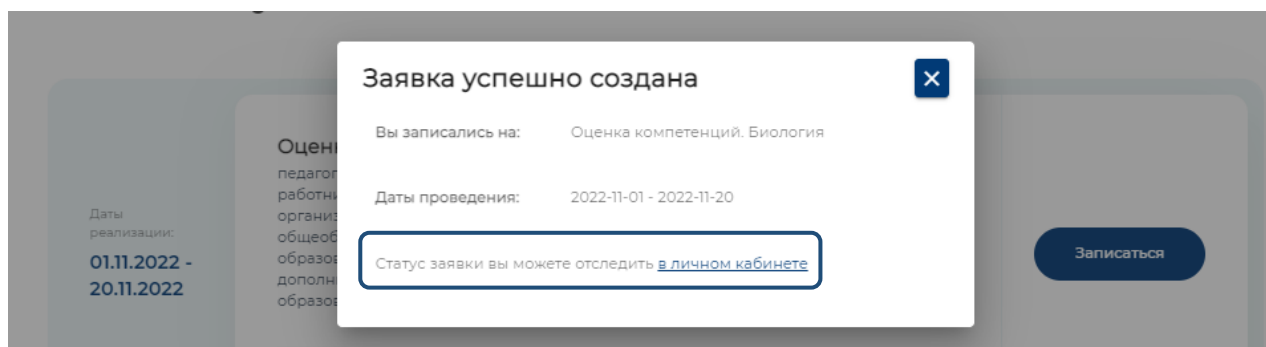 Заявка успешно создана
Вы записались на: Оценка компетенций. Биология
Даты проведения: 2022-11-01 - 2022-11-20
Статус заявки вы можете отследить в личном кабинете
Даты
реализации:
01.11.2022 -
20.11.2022
Записаться